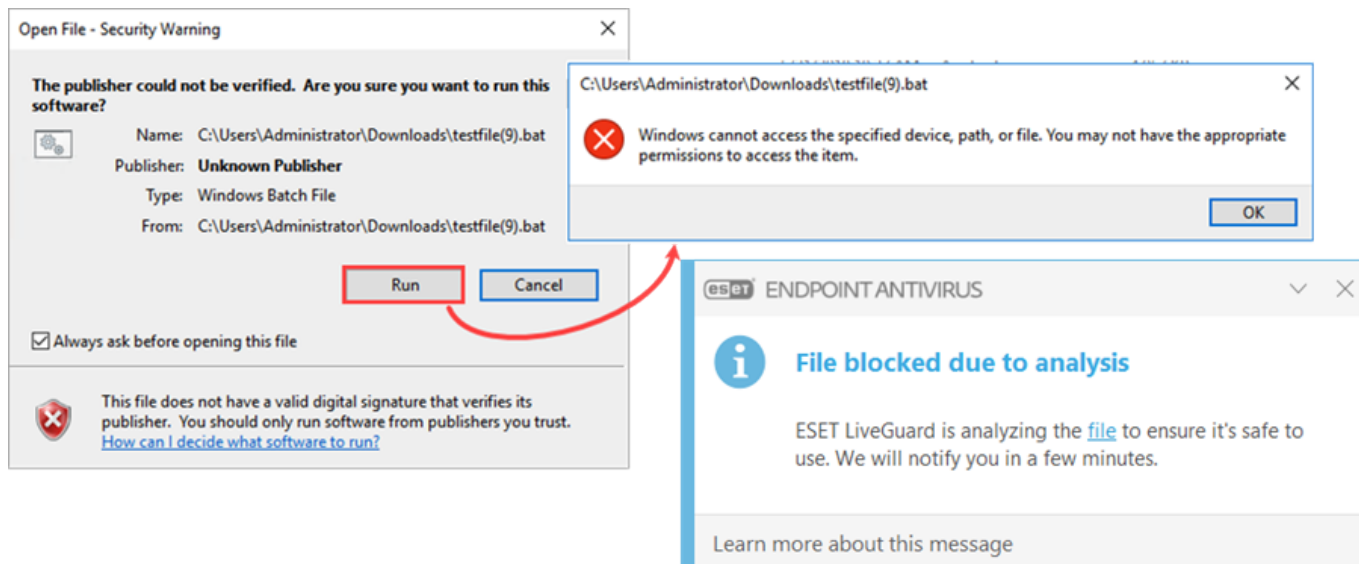 Open File - Security Warning
The publisher could not be verified. Are you sure you want to run this
software?
Name: C:\Users\Administrator\Downloads\testfile(9).bat
Publisher: Unknown Publisher
Type: Windows Batch File
From: C:\Users\Administrator\Downloads\testfile(9).bat
Run
Cancel
Always ask before opening this file
This file does not have a valid digital signature that verifies its
publisher. You should only run software from publishers you trust.
How can I decide what software to run?
C:\Users\Administrator\Downloads\testfile(9).bat
Windows cannot access the specified device, path, or file. You may not have the appropriate
permissions to access the item.
OK
eset ENDPOINT ANTIVIRUS
File blocked due to analysis
ESET LiveGuard is analyzing the file to ensure it's safe to
use. We will notify you in a few minutes.
Learn more about this message